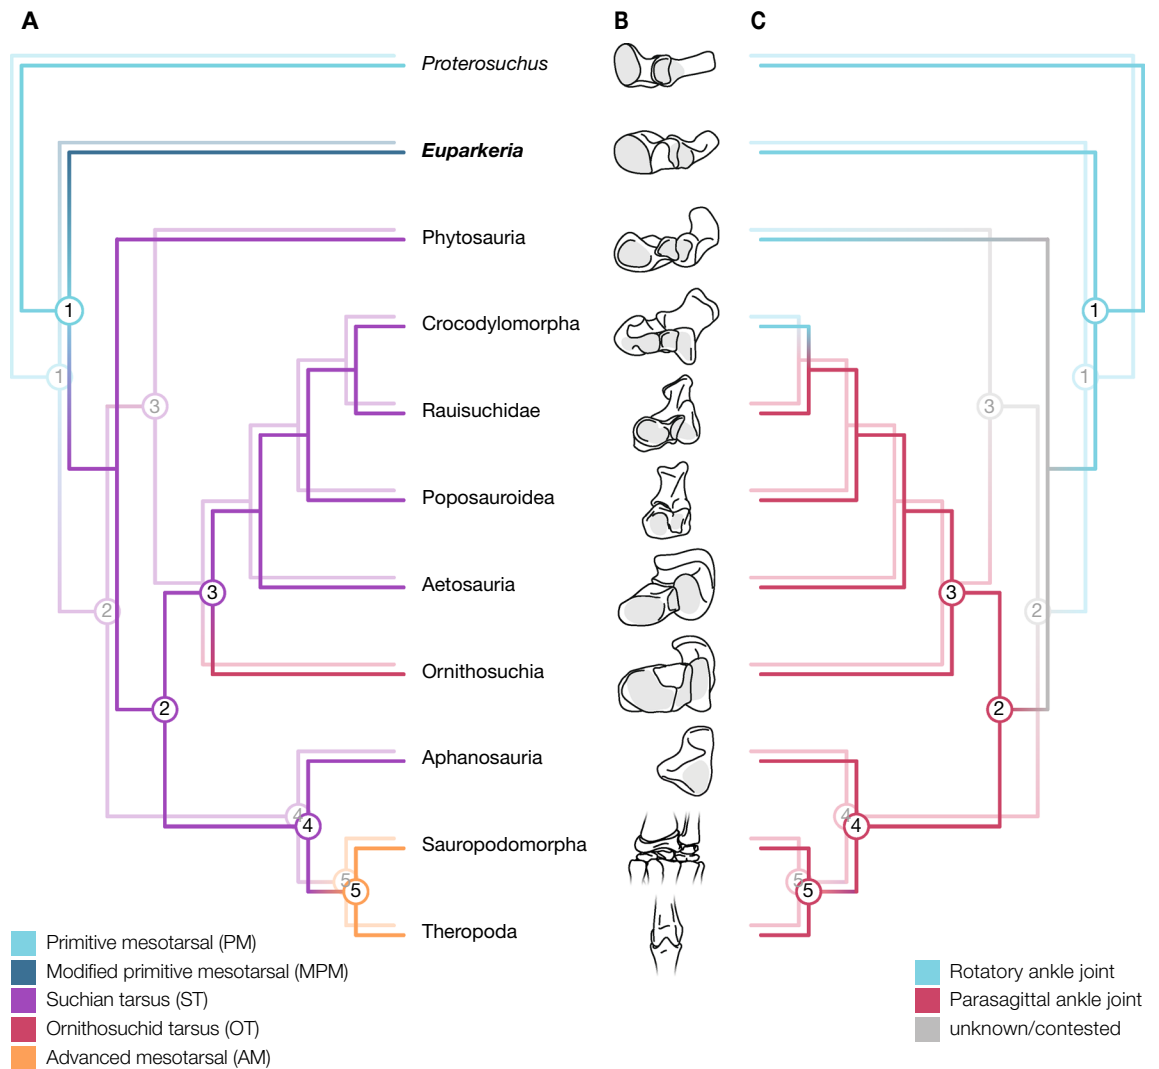 A
B
C
Proterosuchus
Euparkeria
Phytosauria
1
1
Crocodylomorpha
1
1
3
3
Rauisuchidae
Poposauroidea
Aetosauria
3
3
2
2
Ornithosuchia
2
2
Aphanosauria
4
4
4
4
Sauropodomorpha
5
5
5
5
Theropoda
Primitive mesotarsal (PM)
Modified primitive mesotarsal (MPM)
Suchian tarsus (ST)
Ornithosuchid tarsus (OT)
Advanced mesotarsal (AM)
Rotatory ankle joint
Parasagittal ankle joint
unknown/contested